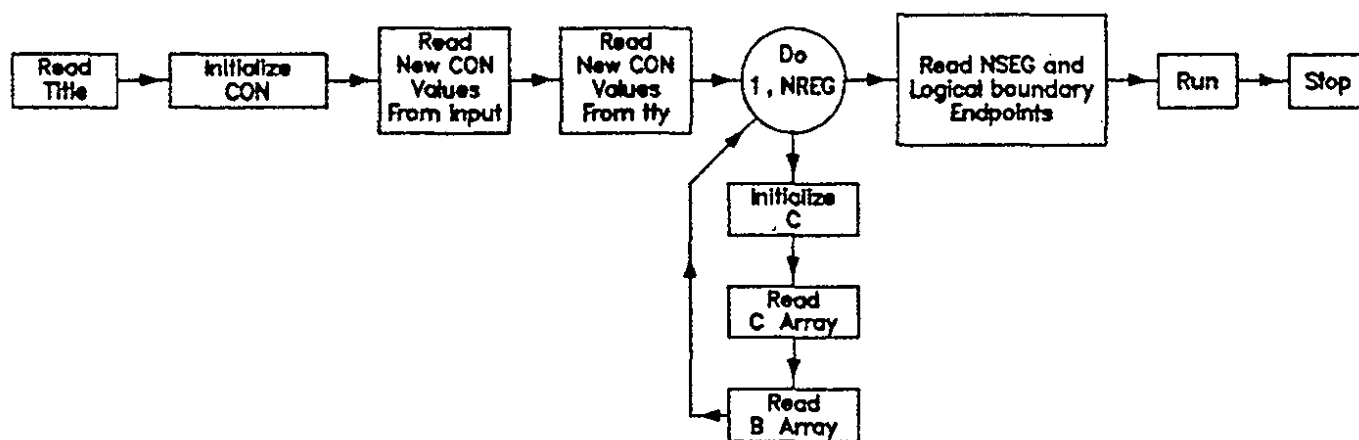 Read
Title
Initialize
CON
Read
New CON
Values
From Input
Read
New CON
Values
From tty
Do
1, NREG
Read NSEG and
Logical boundary
Endpoints
Run
Stop
Initialize
C
Read
C Array
Read
B Array